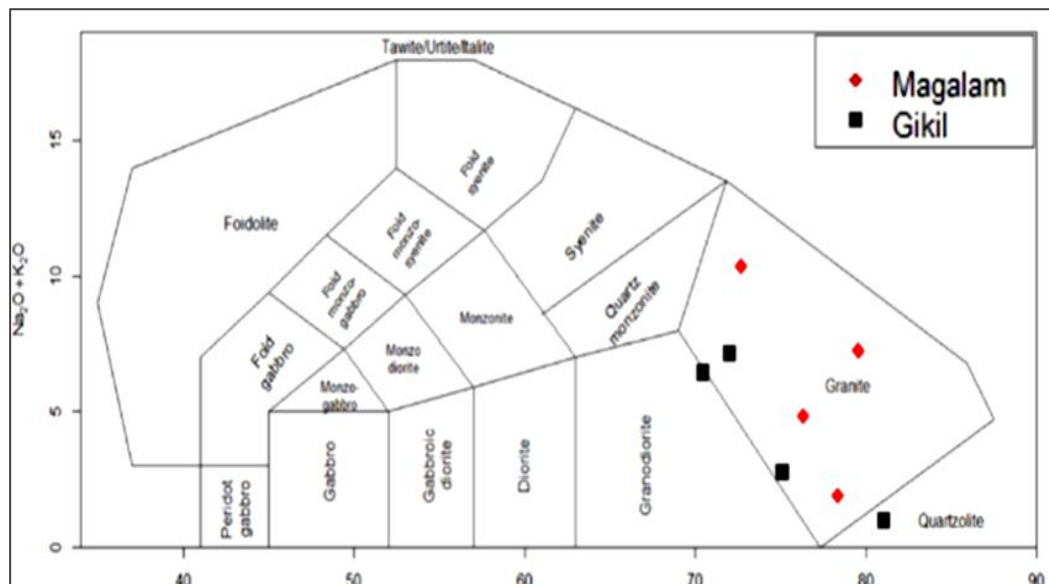 Tawite/Urtite/Italite
Magalam
Gikil
15
10
5
0
Na₂O + K₂O
Foidolite
Foid
syenite
Foid
monzo-
syenite
Syenite
Foid
monzo-
gabbro
Quartz
monzonite
Monzonite
Foid
gabbro
Monzo
diorite
Monzo-
gabbro
Granite
Peridot
gabbro
Gabbro
Gabbroic
diorite
Diorite
Granodiorite
Quartzolite
40
50
60
70
80
90